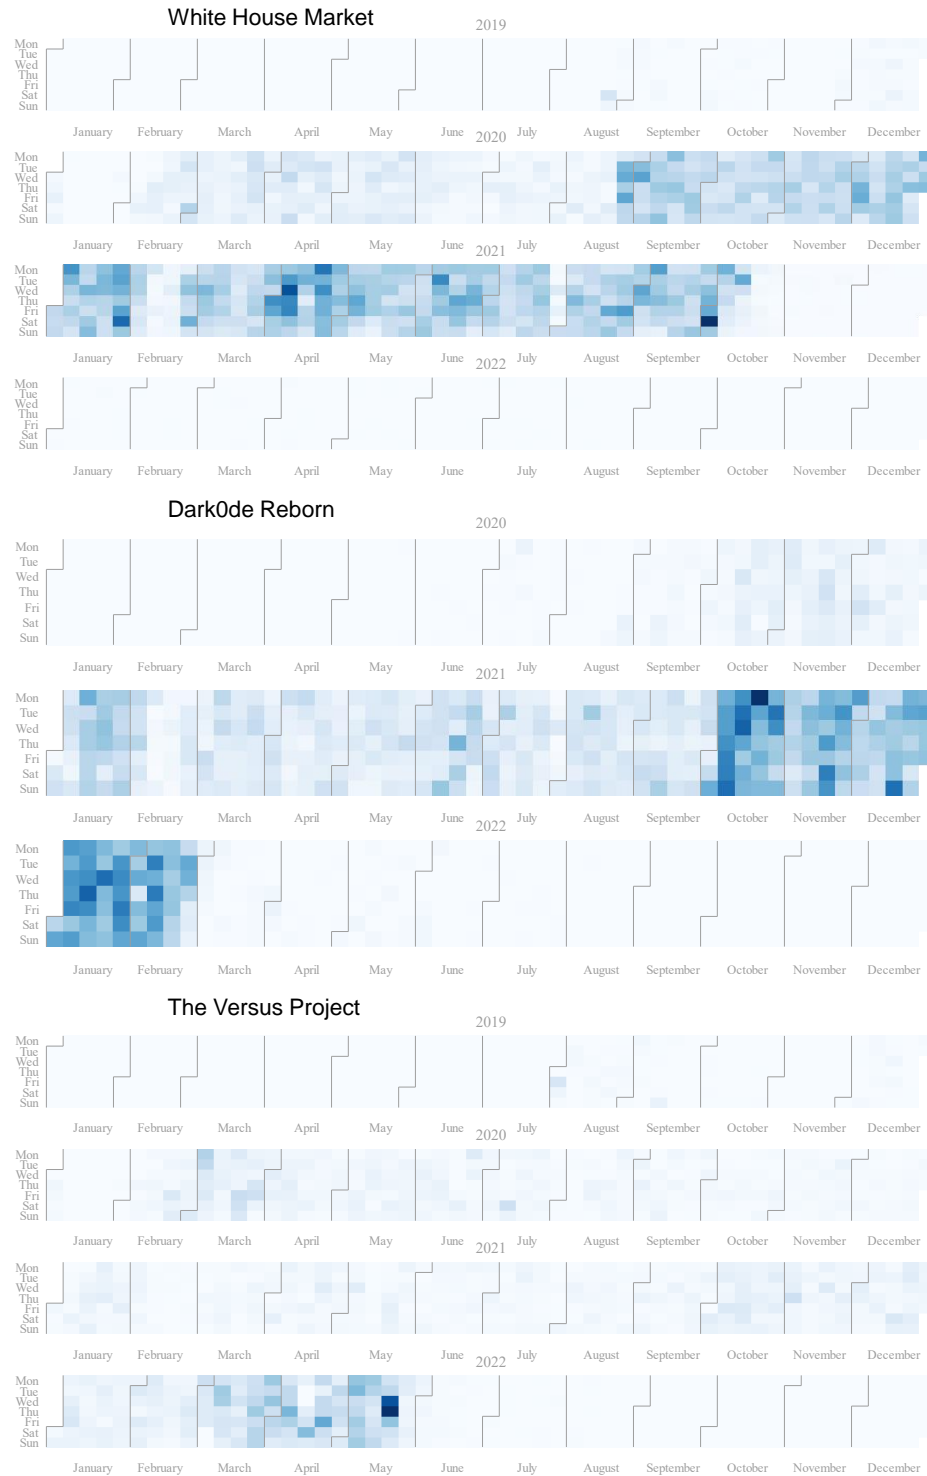 White House Market
2019
Mon
Tue
Wed
Thu
Fri
Sat
Sun
January February March April May June July August September October November December
2020
Mon
Tue
Wed
Thu
Fri
Sat
Sun
January February March April May June July August September October November December
2021
Mon
Tue
Wed
Thu
Fri
Sat
Sun
January February March April May June July August September October November December
2022
Mon
Tue
Wed
Thu
Fri
Sat
Sun
January February March April May June July August September October November December
Dark0de Reborn
2020
Mon
Tue
Wed
Thu
Fri
Sat
Sun
January February March April May June July August September October November December
2021
Mon
Tue
Wed
Thu
Fri
Sat
Sun
January February March April May June July August September October November December
2022
Mon
Tue
Wed
Thu
Fri
Sat
Sun
January February March April May June July August September October November December
The Versus Project
2019
Mon
Tue
Wed
Thu
Fri
Sat
Sun
January February March April May June July August September October November December
2020
Mon
Tue
Wed
Thu
Fri
Sat
Sun
January February March April May June July August September October November December
2021
Mon
Tue
Wed
Thu
Fri
Sat
Sun
January February March April May June July August September October November December
2022
Mon
Tue
Wed
Thu
Fri
Sat
Sun
January February March April May June July August September October November December